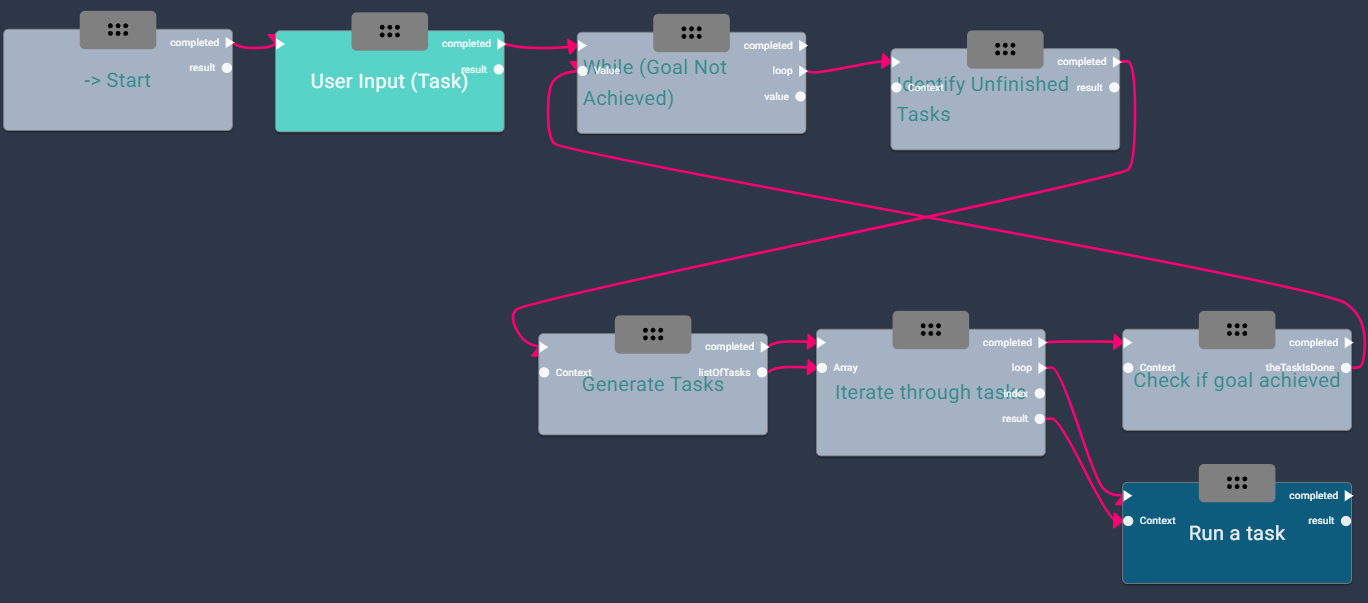 completed
result
-> Start
completed
result
User Input (Task)
completed
Value
loop
value
While (Goal Not
Achieved)
completed
Context
result
Identify Unfinished
Tasks
completed
Context
listOfTasks
Generate Tasks
completed
Array
loop
index
result
Iterate through tasks
completed
Context
theTaskIsDone
Check if goal achieved
completed
Context
result
Run a task